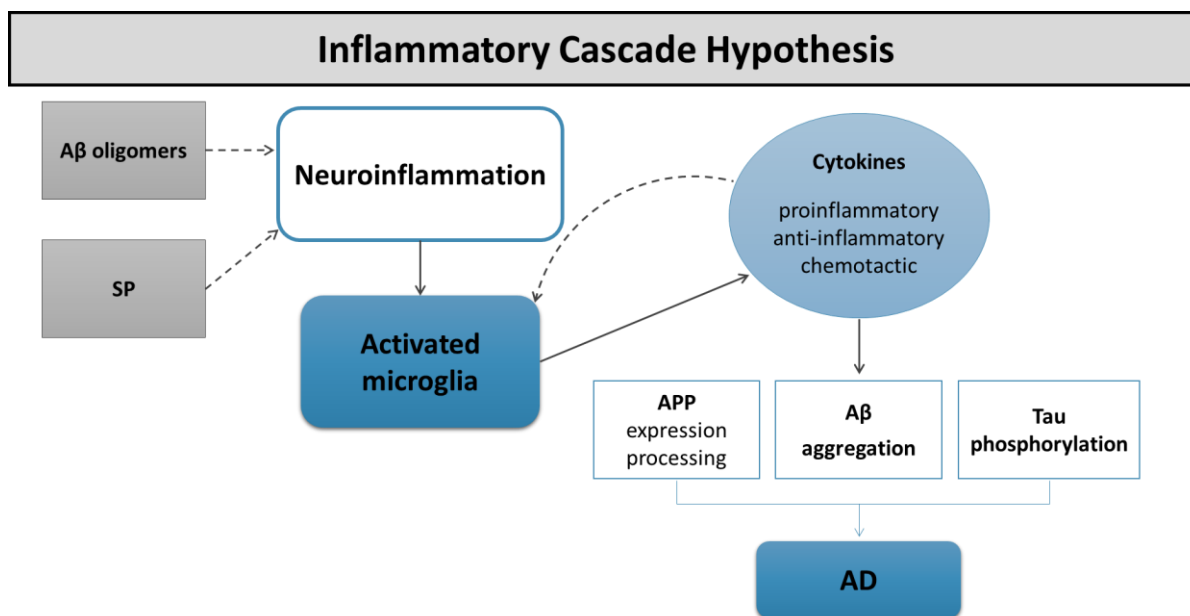 Inflammatory Cascade Hypothesis
Aβ oligomers
SP
Neuroinflammation
Activated
microglia
Cytokines
proinflammatory
anti-inflammatory
chemotactic
APP
expression
processing
Aβ
aggregation
Tau
phosphorylation
AD